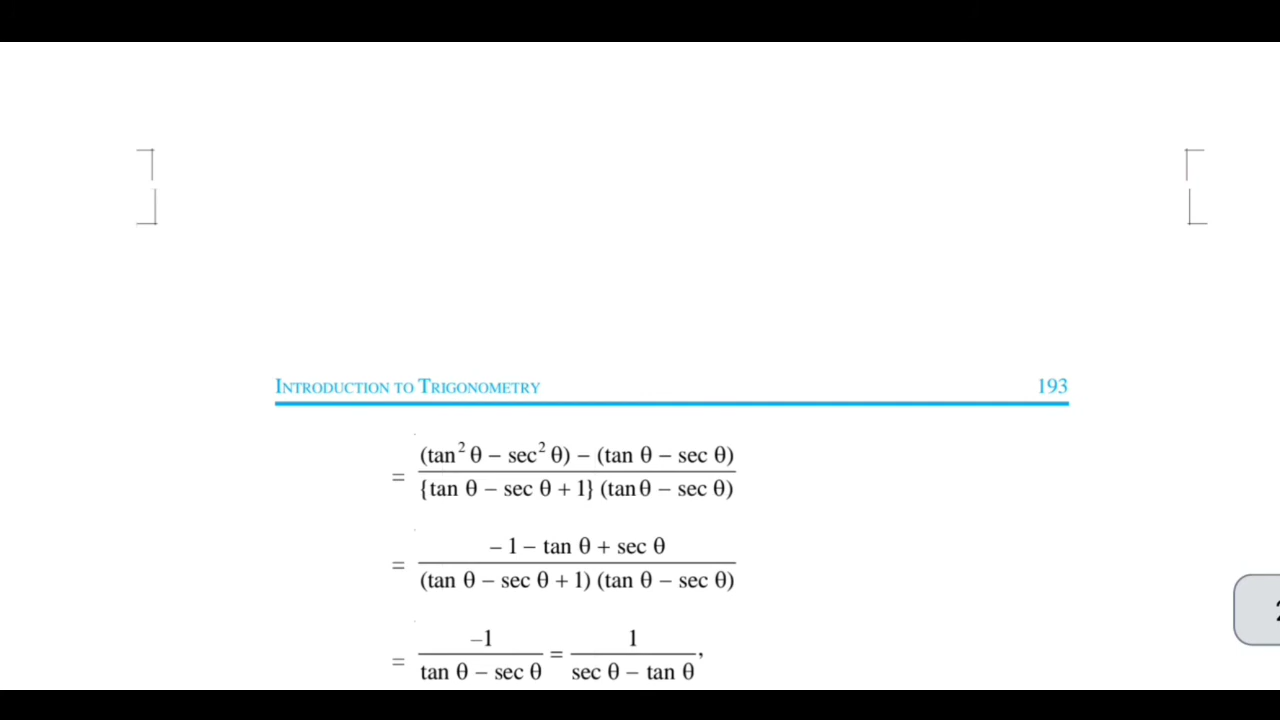 INTRODUCTION TO TRIGONOMETRY 193
= (tan² θ – sec² θ) – (tan θ – sec θ) / {tan θ – sec θ + 1} (tan θ – sec θ)
= – 1 – tan θ + sec θ / (tan θ – sec θ + 1) (tan θ – sec θ)
= –1 / tan θ – sec θ = 1 / sec θ – tan θ ,